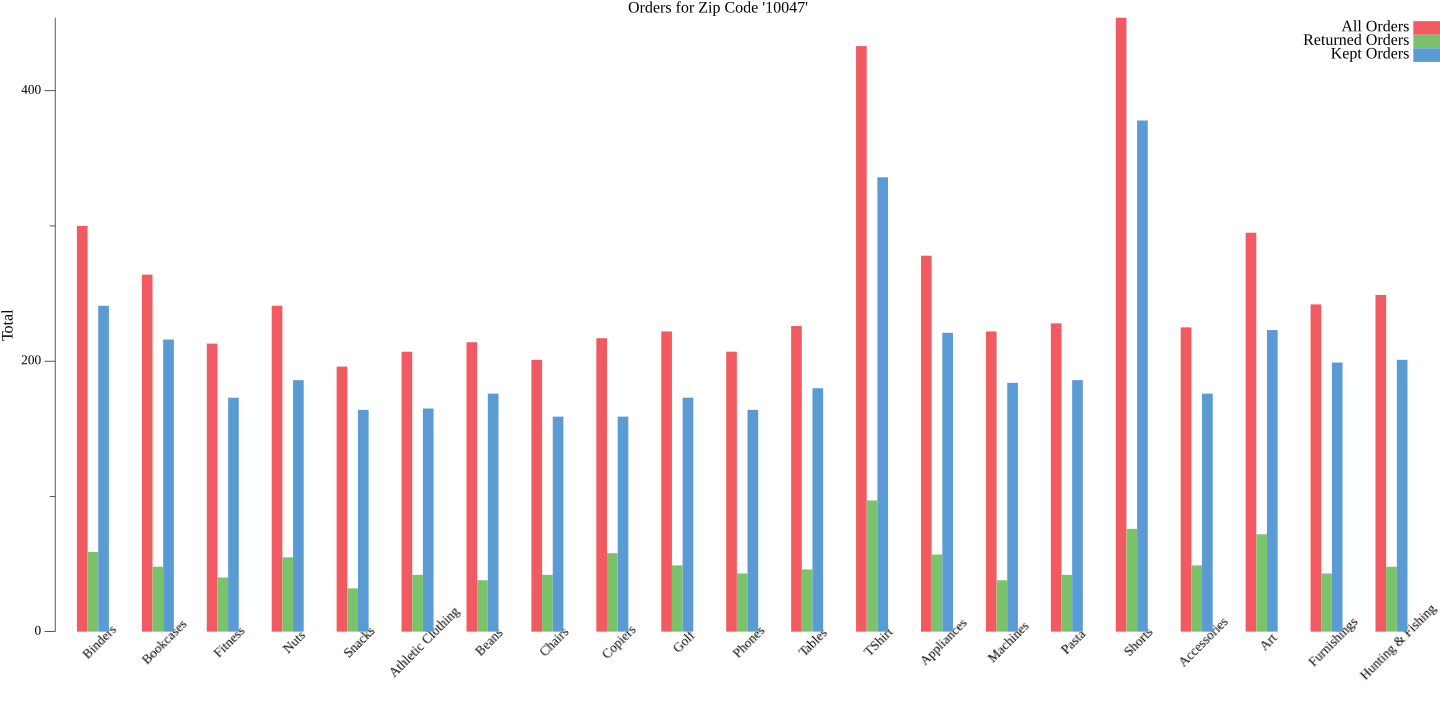 Orders for Zip Code '10047'
All Orders
Returned Orders
Kept Orders
Total
400
200
0
Binders
Bookcases
Fitness
Nuts
Snacks
Athletic Clothing
Beans
Chairs
Copiers
Golf
Phones
Tables
TShirt
Appliances
Machines
Pasta
Shorts
Accessories
Art
Furnishings
Hunting & Fishing